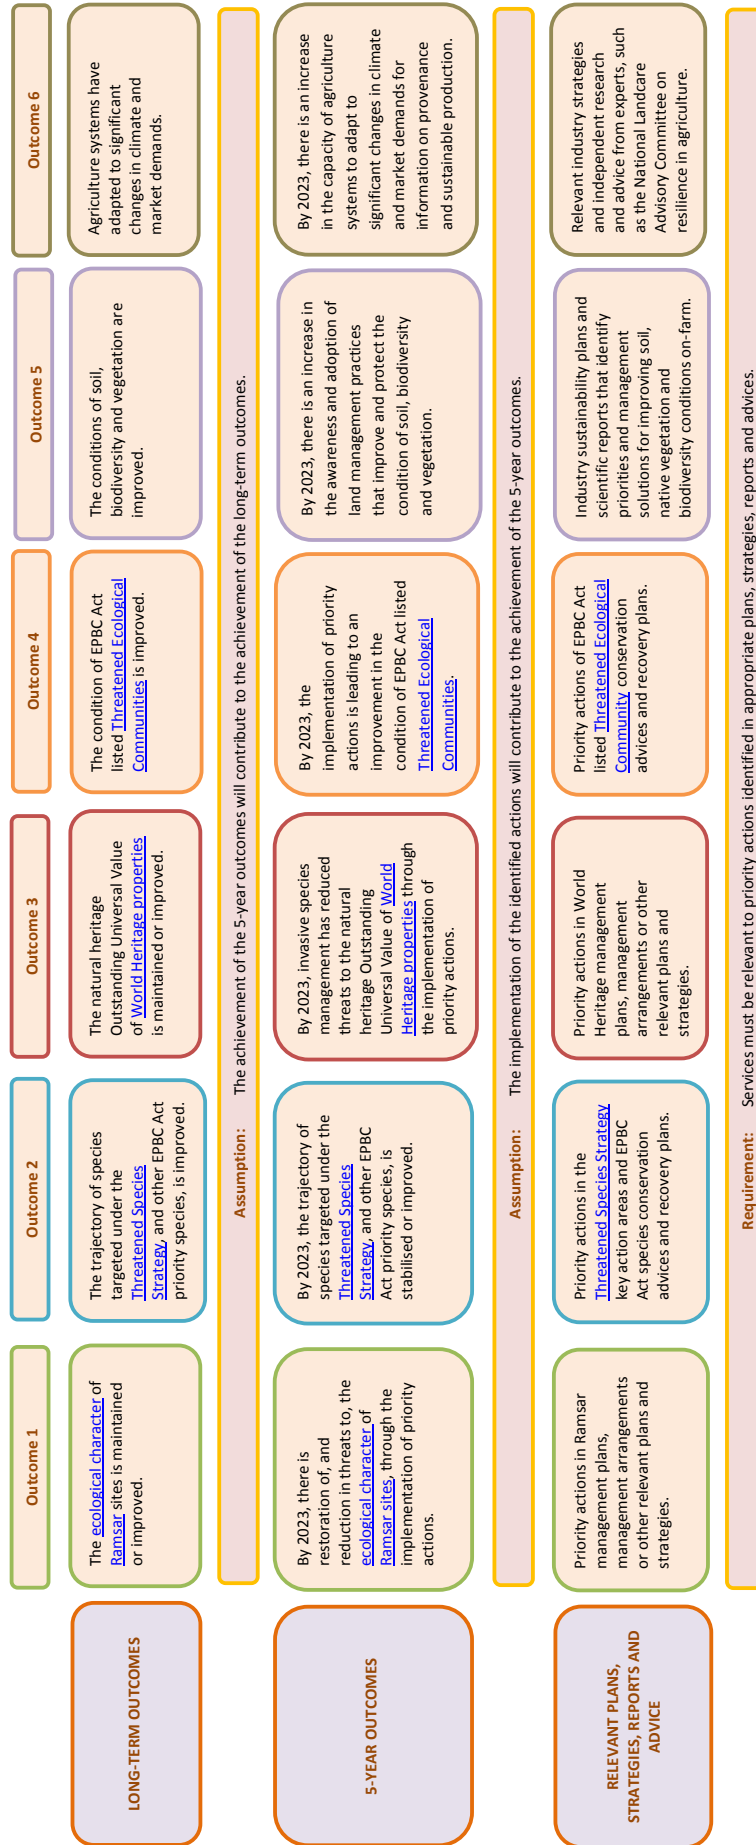 Outcome 1
Outcome 2
Outcome 3
Outcome 4
Outcome 5
Outcome 6
LONG-TERM OUTCOMES
The ecological character of
Ramsar sites is maintained
or improved.
The trajectory of species
targeted under the
Threatened Species
Strategy, and other EPBC Act
priority species, is improved.
The natural heritage
Outstanding Universal Value
of World Heritage properties
is maintained or improved.
The condition of EPBC Act
listed Threatened Ecological
Communities is improved.
The conditions of soil,
biodiversity and vegetation are
improved.
Agriculture systems have
adapted to significant
changes in climate and
market demands.
Assumption: The achievement of the 5-year outcomes will contribute to the achievement of the long-term outcomes.
5-YEAR OUTCOMES
By 2023, there is
restoration of, and
reduction in threats to, the
ecological character of
Ramsar sites, through the
implementation of priority
actions.
By 2023, the trajectory of
species targeted under the
Threatened Species
Strategy, and other EPBC
Act priority species, is
stabilised or improved.
By 2023, invasive species
management has reduced
threats to the natural
heritage Outstanding
Universal Value of World
Heritage properties through
the implementation of
priority actions.
By 2023, the
implementation of priority
actions is leading to an
improvement in the
condition of EPBC Act listed
Threatened Ecological
Communities.
By 2023, there is an increase in
the awareness and adoption of
land management practices
that improve and protect the
condition of soil, biodiversity
and vegetation.
By 2023, there is an increase
in the capacity of agriculture
systems to adapt to
significant changes in climate
and market demands for
information on provenance
and sustainable production.
Assumption: The implementation of the identified actions will contribute to the achievement of the 5-year outcomes.
RELEVANT PLANS,
STRATEGIES, REPORTS AND
ADVICE
Priority actions in Ramsar
management plans,
management arrangements
or other relevant plans and
strategies.
Priority actions in the
Threatened Species Strategy
key action areas and EPBC
Act species conservation
advices and recovery plans.
Priority actions in World
Heritage management
plans, management
arrangements or other
relevant plans and
strategies.
Priority actions of EPBC Act
listed Threatened Ecological
Community conservation
advices and recovery plans.
Industry sustainability plans and
scientific reports that identify
priorities and management
solutions for improving soil,
native vegetation and
biodiversity conditions on-farm.
Relevant industry strategies
and independent research
and advice from experts, such
as the National Landcare
Advisory Committee on
resilience in agriculture.
Requirement: Services must be relevant to priority actions identified in appropriate plans, strategies, reports and advices.